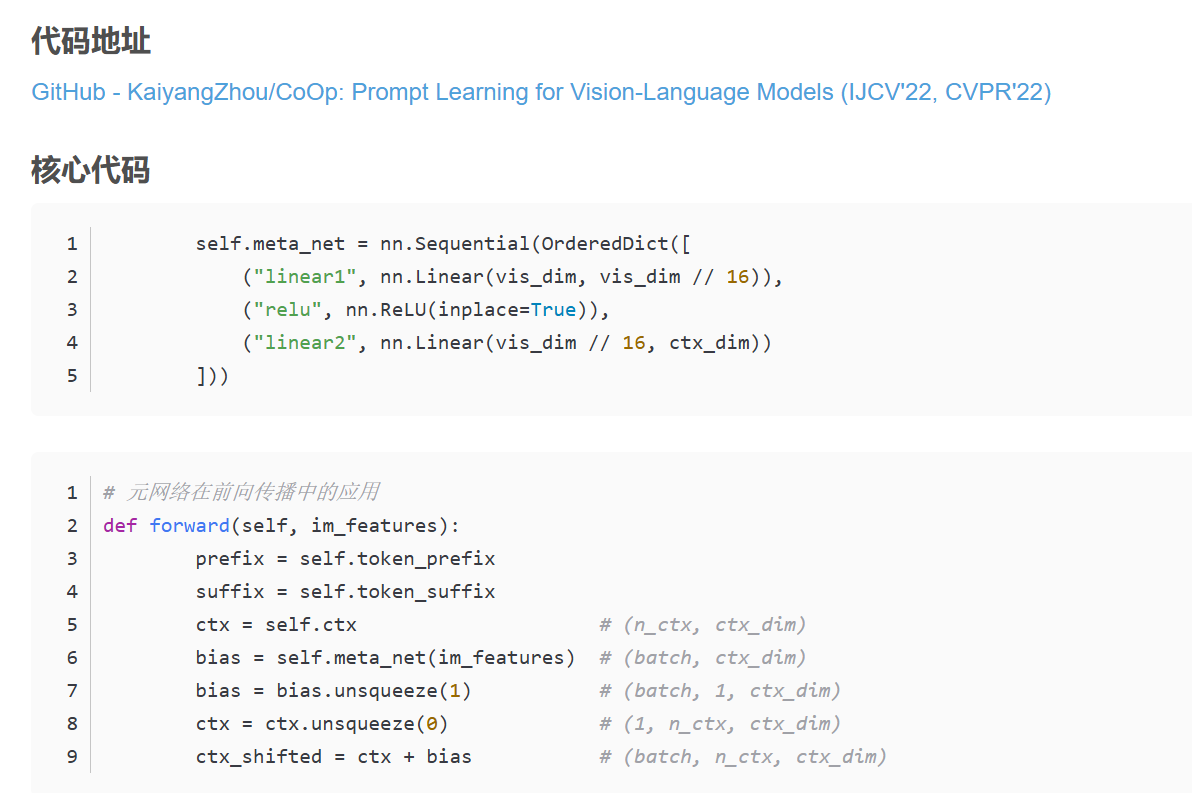 代码地址
GitHub - KaiyangZhou/CoOp: Prompt Learning for Vision-Language Models (IJCV'22, CVPR'22)
核心代码
1 self.meta_net = nn.Sequential(OrderedDict([
2 ("linear1", nn.Linear(vis_dim, vis_dim // 16)),
3 ("relu", nn.ReLU(inplace=True)),
4 ("linear2", nn.Linear(vis_dim // 16, ctx_dim))
5 ]))
1 # 元网络在前向传播中的应用
2 def forward(self, im_features):
3 prefix = self.token_prefix
4 suffix = self.token_suffix
5 ctx = self.ctx # (n_ctx, ctx_dim)
6 bias = self.meta_net(im_features) # (batch, ctx_dim)
7 bias = bias.unsqueeze(1) # (batch, 1, ctx_dim)
8 ctx = ctx.unsqueeze(0) # (1, n_ctx, ctx_dim)
9 ctx_shifted = ctx + bias # (batch, n_ctx, ctx_dim)